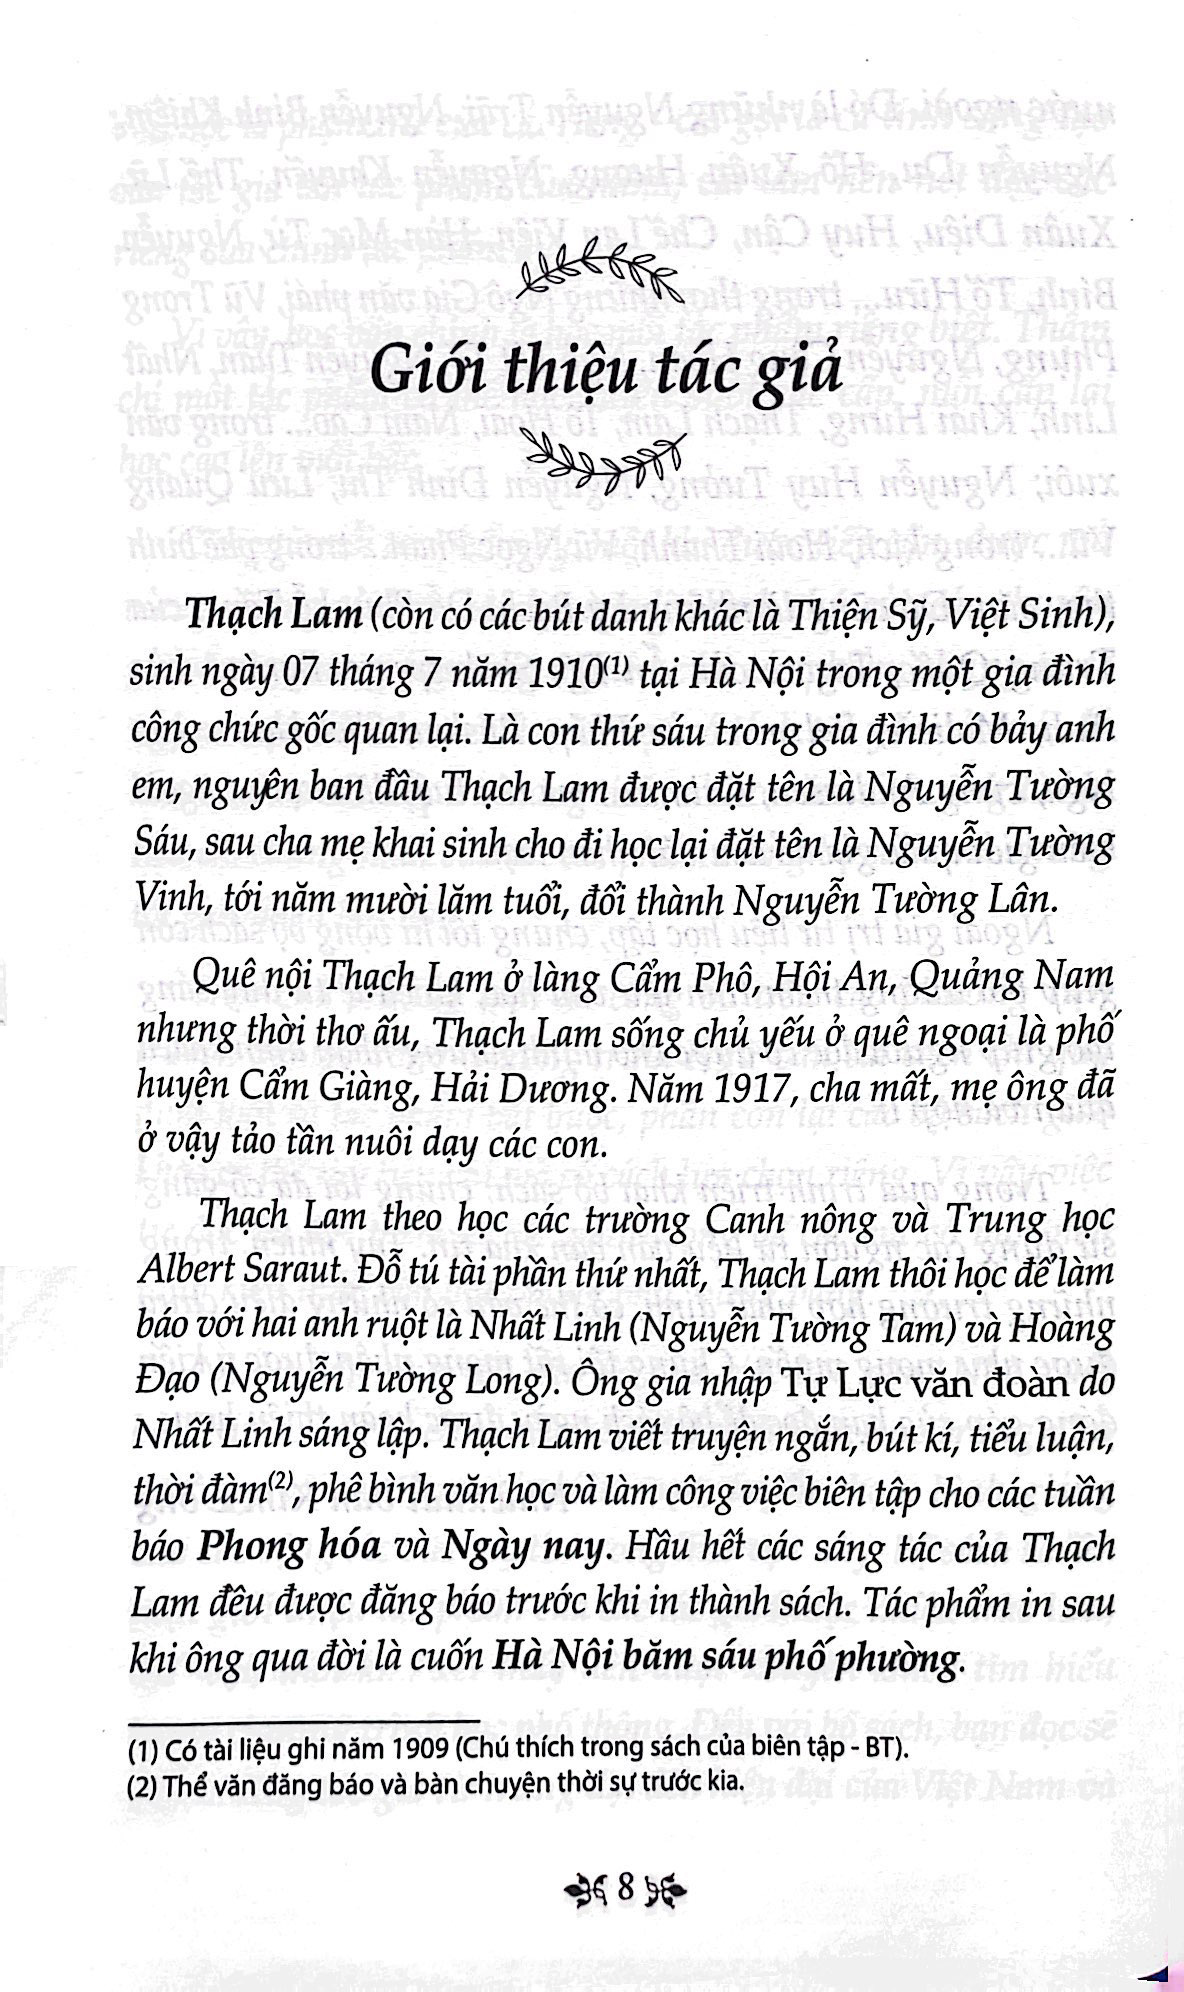 Giới thiệu tác giả
Thạch Lam (còn có các bút danh khác là Thiện Sỹ, Việt Sinh),
sinh ngày 07 tháng 7 năm 1910(1) tại Hà Nội trong một gia đình
công chức gốc quan lại. Là con thứ sáu trong gia đình có bảy anh
em, nguyên ban đầu Thạch Lam được đặt tên là Nguyễn Tường
Sáu, sau cha mẹ khai sinh cho đi học lại đặt tên là Nguyễn Tường
Vinh, tới năm mười lăm tuổi, đổi thành Nguyễn Tường Lân.
Quê nội Thạch Lam ở làng Cẩm Phô, Hội An, Quảng Nam
nhưng thời thơ ấu, Thạch Lam sống chủ yếu ở quê ngoại là phố
huyện Cẩm Giàng, Hải Dương. Năm 1917, cha mất, mẹ ông đã
ở vậy tảo tần nuôi dạy các con.
Thạch Lam theo học các trường Canh nông và Trung học
Albert Saraut. Đỗ tú tài phần thứ nhất, Thạch Lam thôi học để làm
báo với hai anh ruột là Nhất Linh (Nguyễn Tường Tam) và Hoàng
Đạo (Nguyễn Tường Long). Ông gia nhập Tự Lực văn đoàn do
Nhất Linh sáng lập. Thạch Lam viết truyện ngắn, bút kí, tiểu luận,
thời đàm(2), phê bình văn học và làm công việc biên tập cho các tuần
báo Phong hóa và Ngày nay. Hầu hết các sáng tác của Thạch
Lam đều được đăng báo trước khi in thành sách. Tác phẩm in sau
khi ông qua đời là cuốn Hà Nội băm sáu phố phường.
(1) Có tài liệu ghi năm 1909 (Chú thích trong sách của biên tập - BT).
(2) Thể văn đăng báo và bàn chuyện thời sự trước kia.
8